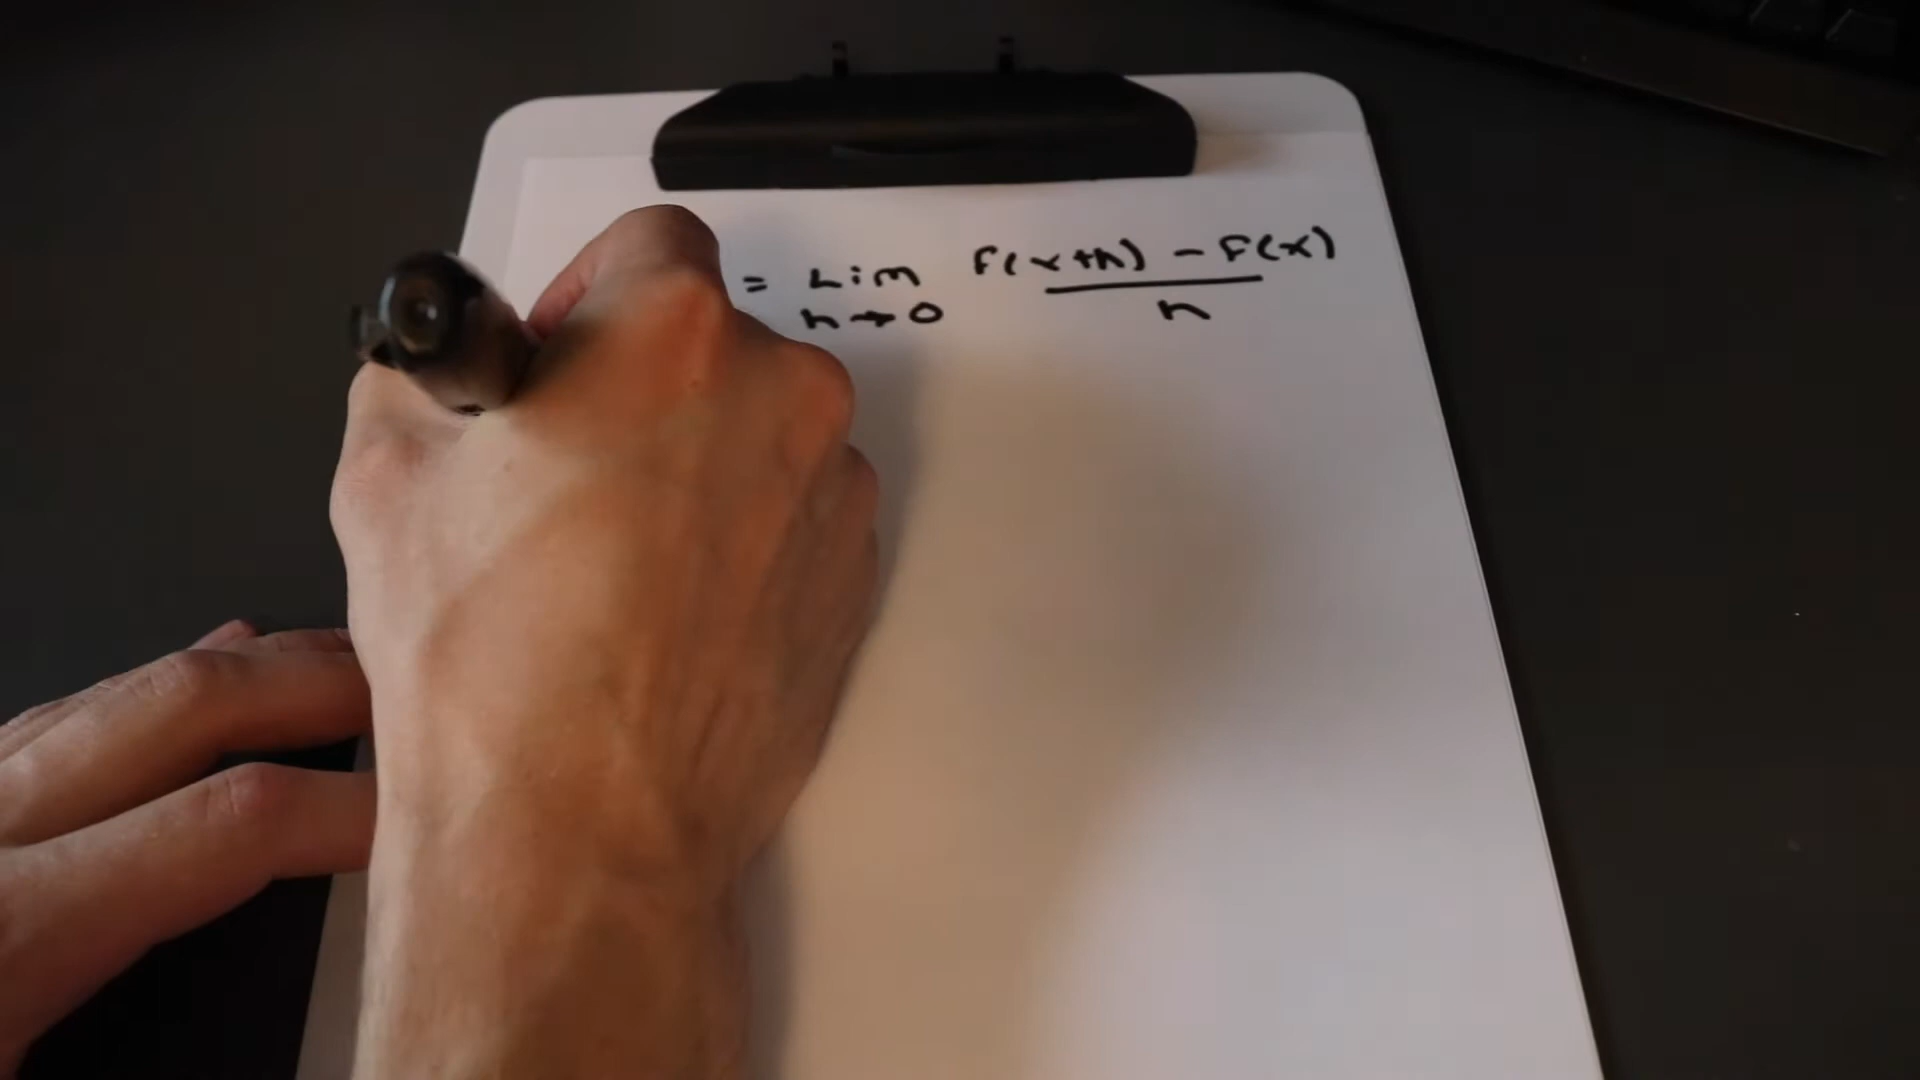 = Lim f(x+h) - f(x)
h→0 h